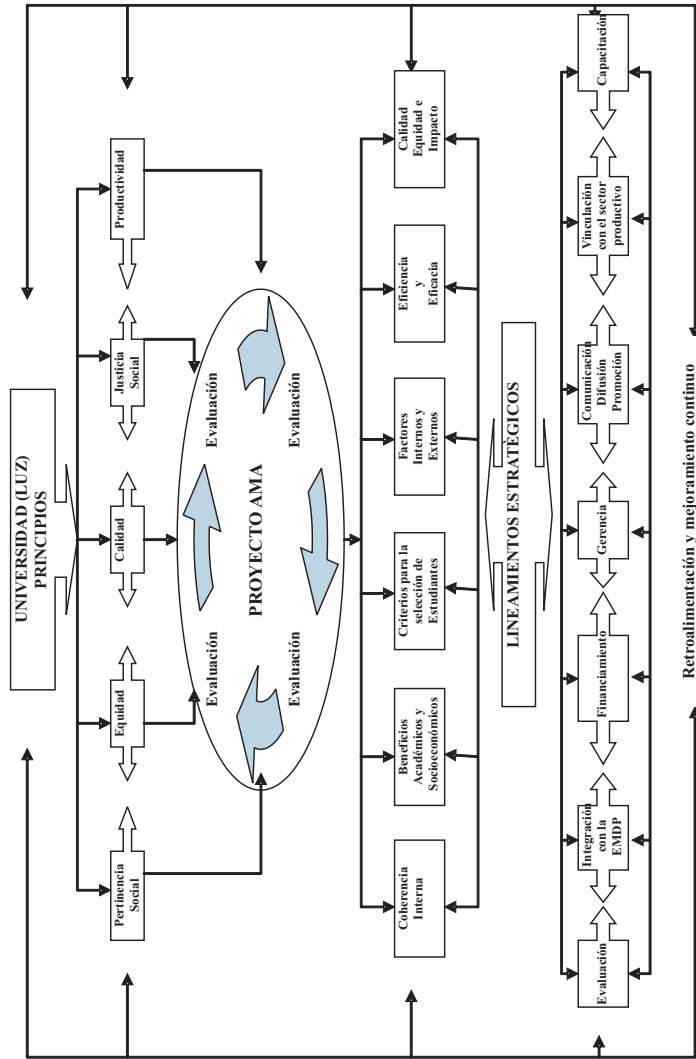 UNIVERSIDAD (LUZ)
PRINCIPIOS
Pertinencia
Social
Equidad
Calidad
Justicia
Social
Productividad
Evaluación
Evaluación
PROYECTO AMA
Evaluación
Evaluación
Coherencia
Interna
Beneficios
Académicos y
Socioeconómicos
Criterios para la
selección de
Estudiantes
Factores
Internos y
Externos
Eficiencia
y
Eficacia
Calidad
Equidad e
Impacto
LINEAMIENTOS ESTRATÈGICOS
Evaluación
Integración
con la
EMDP
Financiamiento
Gerencia
Comunicación
Difusión
Promoción
Vinculación
con el sector
productivo
Capacitación
Retroalimentación y mejoramiento continuo